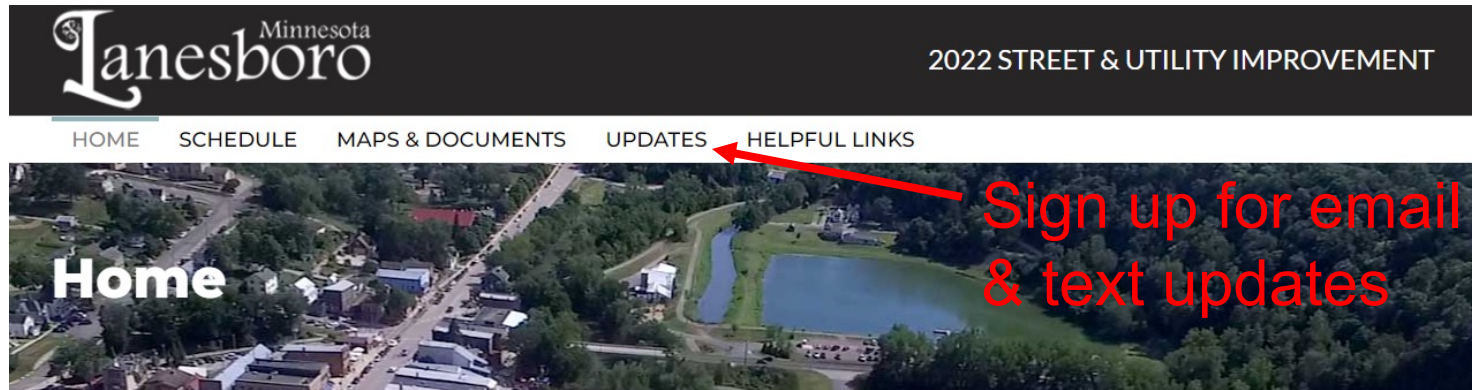 Lanesboro Minnesota
2022 STREET & UTILITY IMPROVEMENT
HOME SCHEDULE MAPS & DOCUMENTS UPDATES HELPFUL LINKS
Sign up for email
& text updates
Home